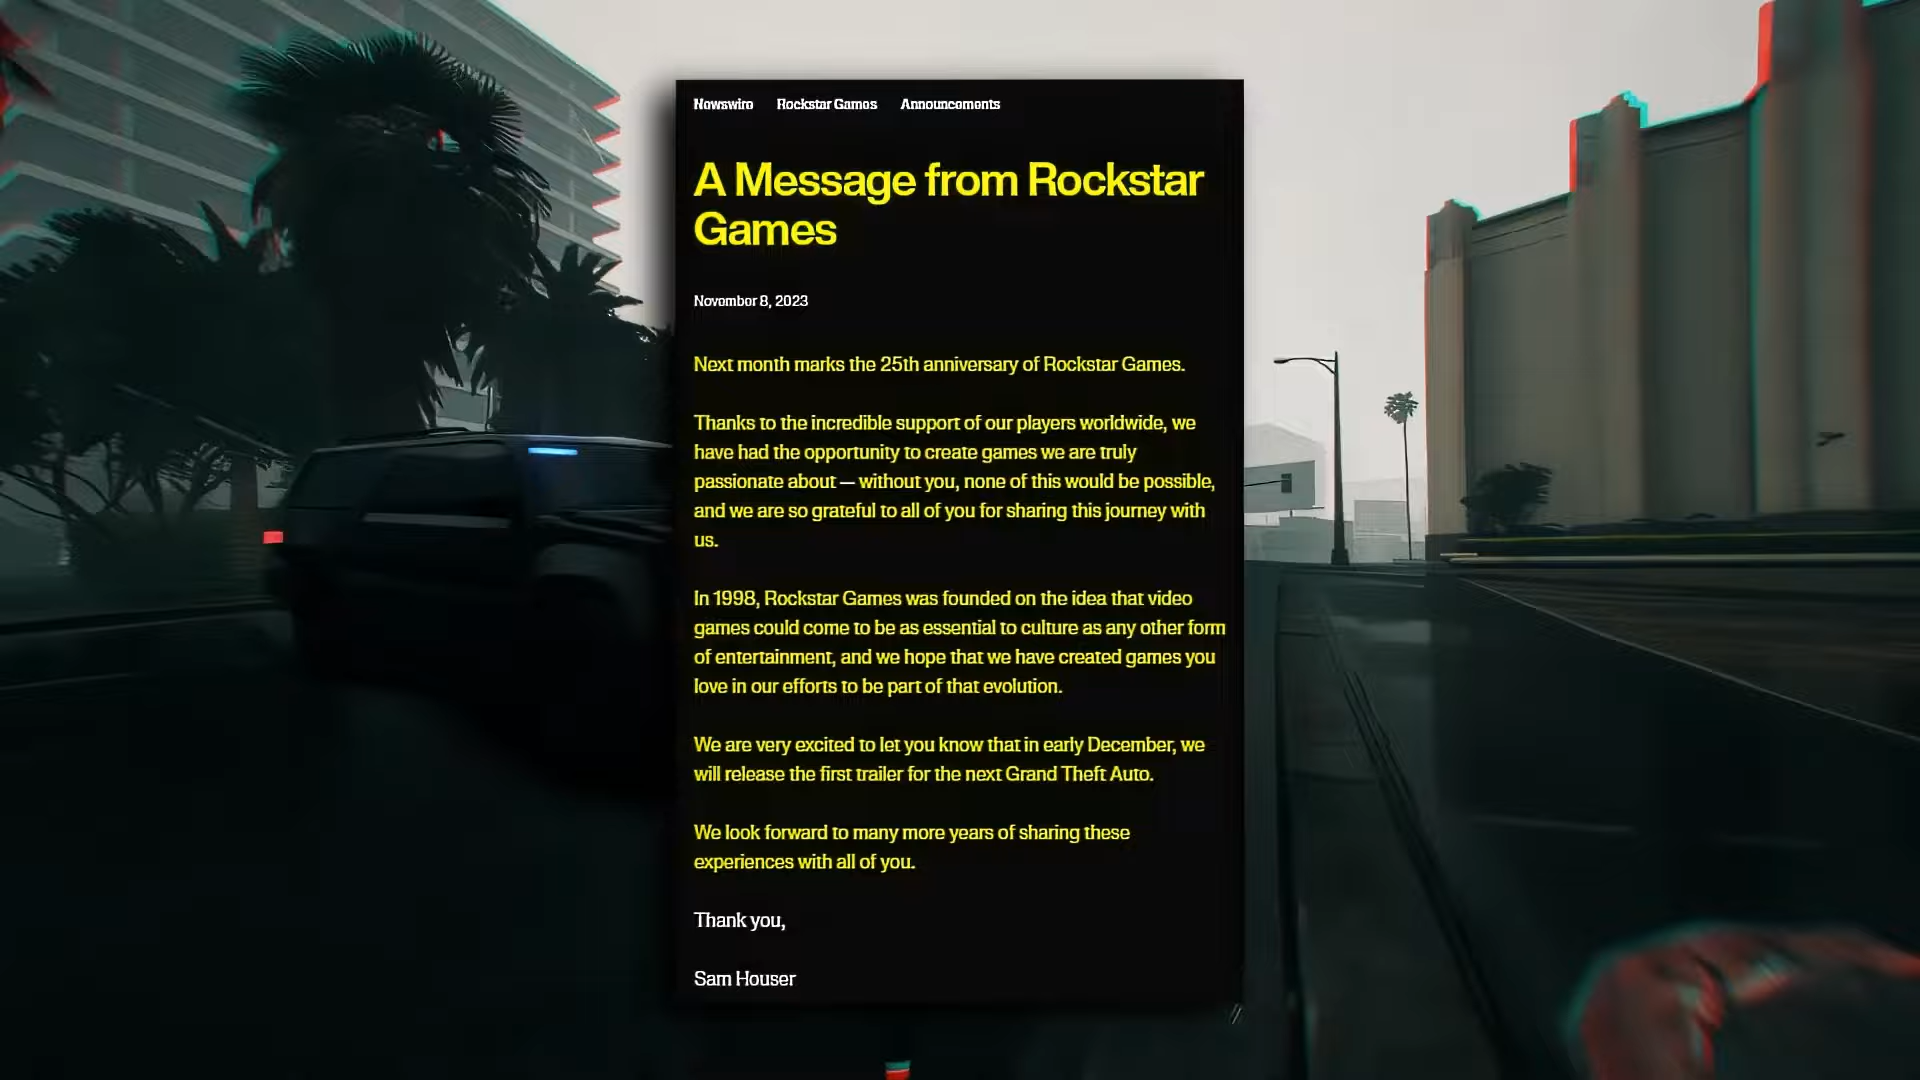 Newswire Rockstar Games Announcements
A Message from Rockstar
Games
November 8, 2023
Next month marks the 25th anniversary of Rockstar Games.
Thanks to the incredible support of our players worldwide, we
have had the opportunity to create games we are truly
passionate about — without you, none of this would be possible,
and we are so grateful to all of you for sharing this journey with
us.
In 1998, Rockstar Games was founded on the idea that video
games could come to be as essential to culture as any other form
of entertainment, and we hope that we have created games you
love in our efforts to be part of that evolution.
We are very excited to let you know that in early December, we
will release the first trailer for the next Grand Theft Auto.
We look forward to many more years of sharing these
experiences with all of you.
Thank you,
Sam Houser